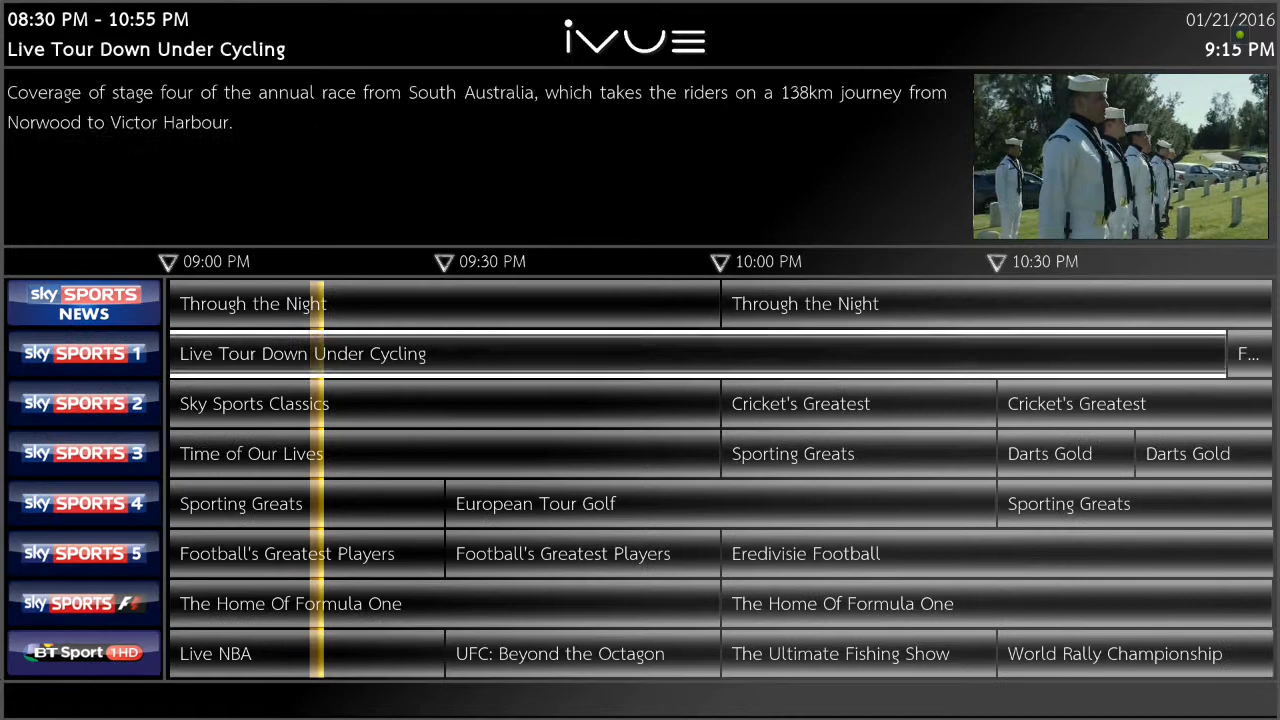 08:30 PM - 10:55 PM
Live Tour Down Under Cycling
iVUE
01/21/2016
9:15 PM
Coverage of stage four of the annual race from South Australia, which takes the riders on a 138km journey from
Norwood to Victor Harbour.
09:00 PM
09:30 PM
10:00 PM
10:30 PM
sky SPORTS
NEWS
Through the Night
Through the Night
sky SPORTS 1
Live Tour Down Under Cycling
F...
sky SPORTS 2
Sky Sports Classics
Cricket's Greatest
Cricket's Greatest
sky SPORTS 3
Time of Our Lives
Sporting Greats
Darts Gold
Darts Gold
sky SPORTS 4
Sporting Greats
European Tour Golf
Sporting Greats
sky SPORTS 5
Football's Greatest Players
Football's Greatest Players
Eredivisie Football
sky SPORTS F1
The Home Of Formula One
The Home Of Formula One
BT Sport 1HD
Live NBA
UFC: Beyond the Octagon
The Ultimate Fishing Show
World Rally Championship